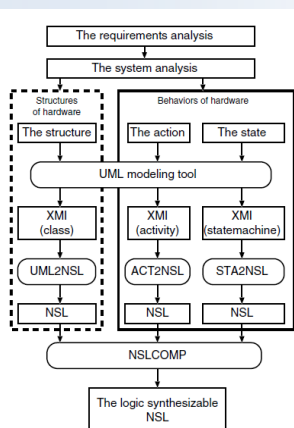 The requirements analysis
The system analysis
Structures
of hardware
Behaviors of hardware
The structure
The action
The state
UML modeling tool
XMI
(class)
XMI
(activity)
XMI
(statemachine)
UML2NSL
ACT2NSL
STA2NSL
NSL
NSL
NSL
NSLCOMP
The logic synthesizable
NSL